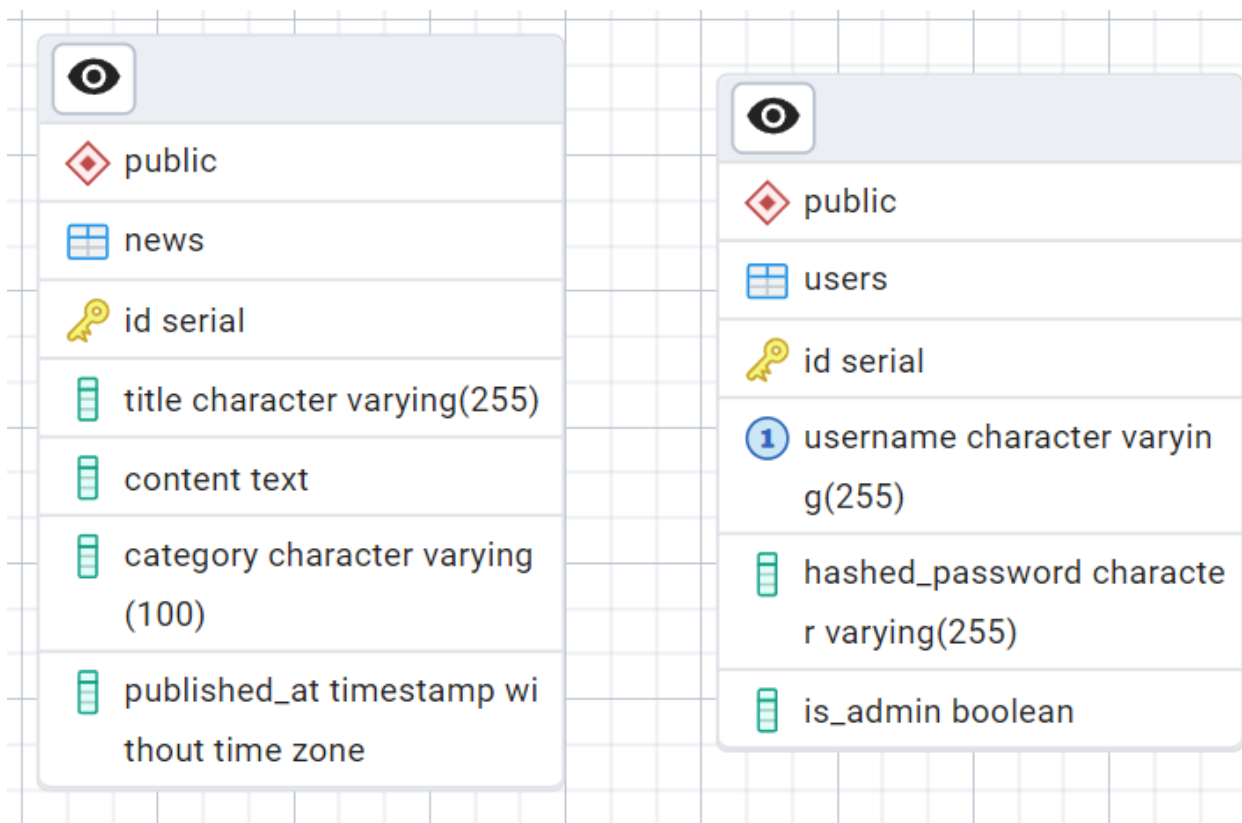 public
news
id serial
title character varying(255)
content text
category character varying
(100)
published_at timestamp wi
thout time zone
public
users
id serial
1
username character varyin
g(255)
hashed_password characte
r varying(255)
is_admin boolean